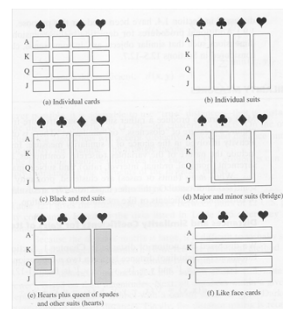 A
K
Q
J
(a) Individual cards
A
K
Q
J
(b) Individual suits
A
K
Q
J
(c) Black and red suits
A
K
Q
J
(d) Major and minor suits (bridge)
A
K
Q
J
(e) Hearts plus queen of spades
and other suits (hearts)
A
K
Q
J
(f) Like face cards